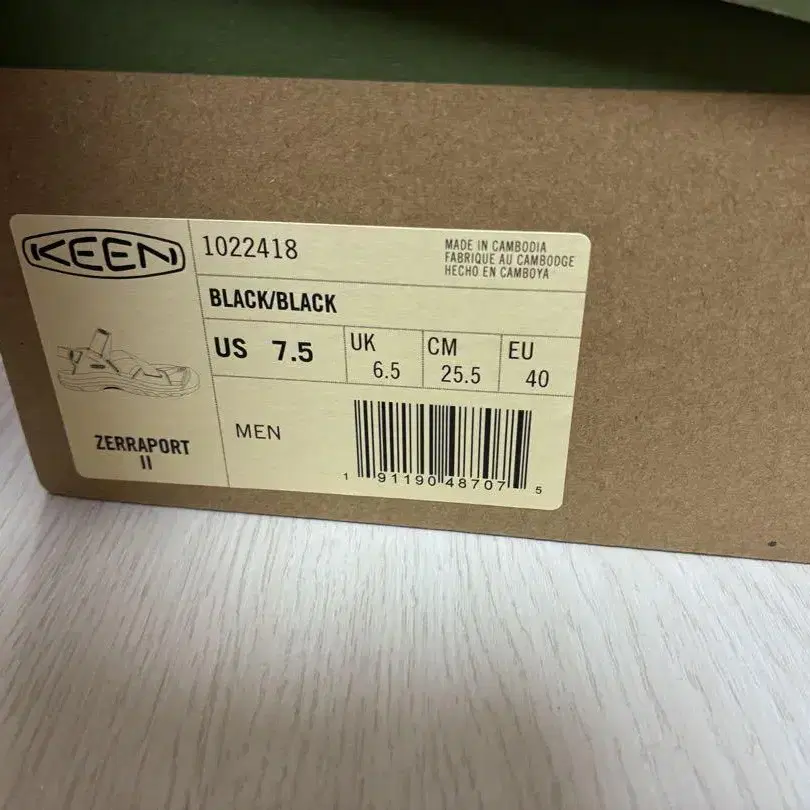 KEEN
1022418
MADE IN CAMBODIA
FABRIQUE AU CAMBODGE
HECHO EN CAMBOYA
BLACK/BLACK
US 7.5
UK 6.5
CM 25.5
EU 40
ZERRAPORT
II
MEN
1 91190 48707 5